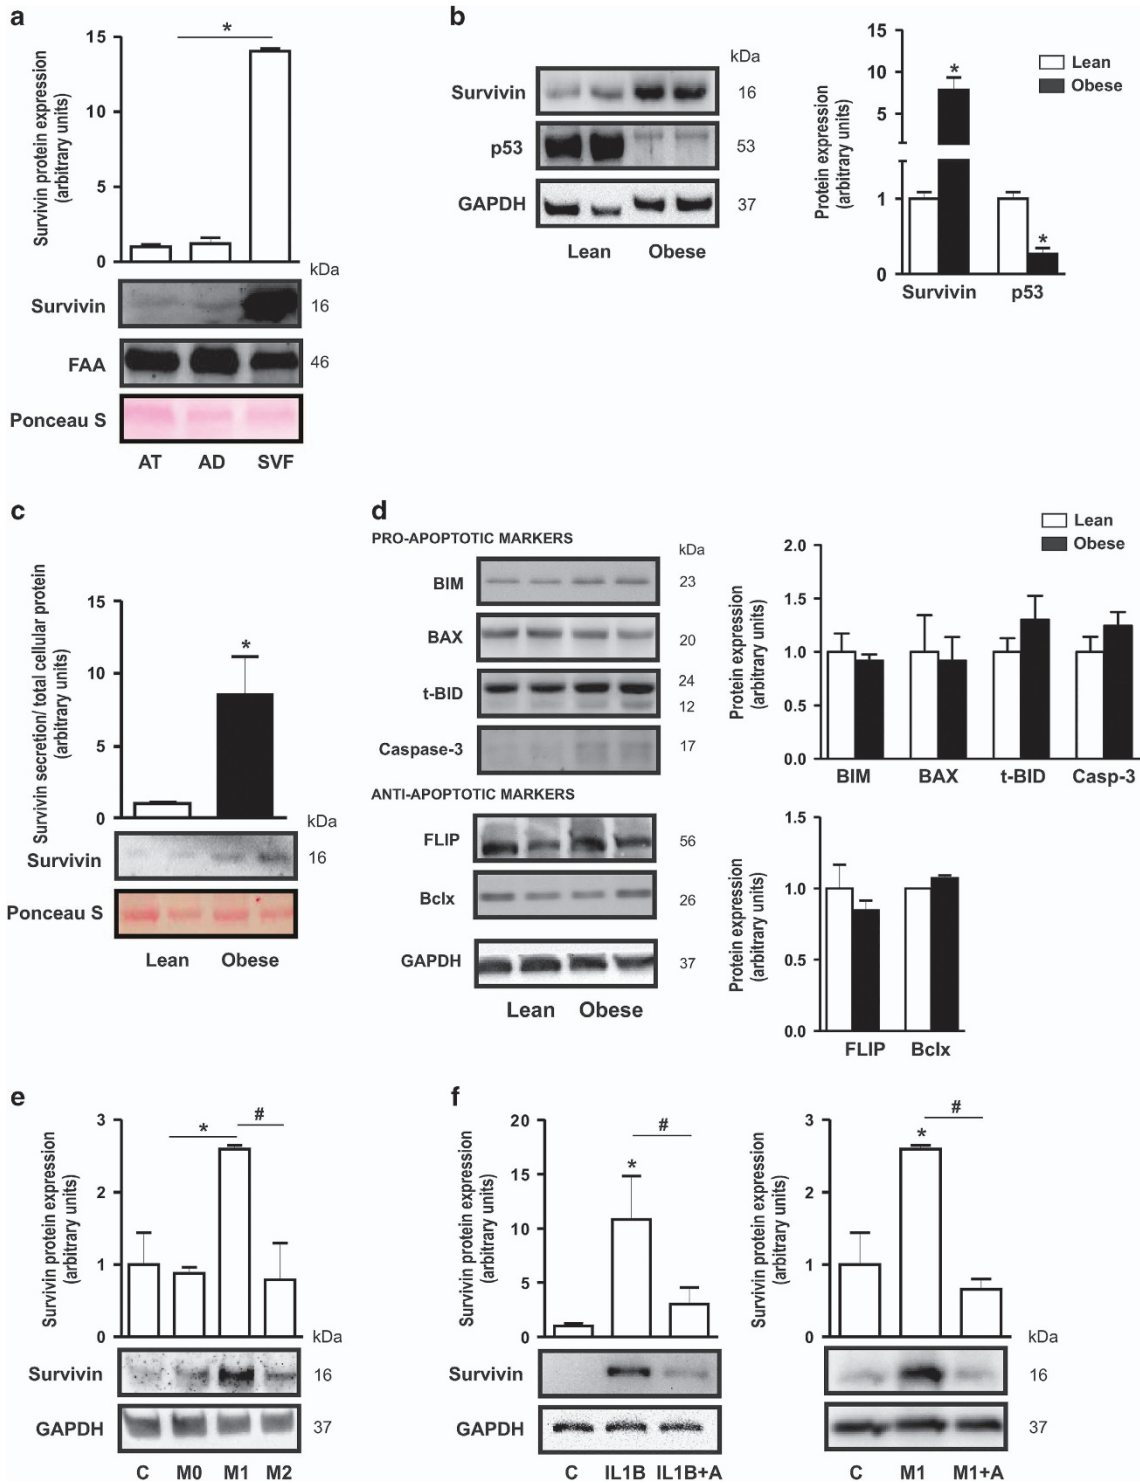 a
Survivin protein expression
(arbitrary units)
15
10
5
0
*
kDa
Survivin
16
FAA
46
Ponceau S
AT AD SVF
b
kDa
Survivin
16
p53
53
GAPDH
37
Lean Obese
Protein expression
(arbitrary units)
15
10
5
1
0
*
*
Lean
Obese
Survivin p53
c
Survivin secretion/ total cellular protein
(arbitrary units)
15
10
5
0
*
kDa
Survivin
16
Ponceau S
Lean Obese
d
PRO-APOPTOTIC MARKERS
kDa
BIM
23
BAX
20
t-BID
24
12
Caspase-3
17
ANTI-APOPTOTIC MARKERS
FLIP
56
Bclx
26
GAPDH
37
Lean Obese
Lean
Obese
Protein expression
(arbitrary units)
2.0
1.5
1.0
0.5
0.0
BIM BAX t-BID Casp-3
Protein expression
(arbitrary units)
1.5
1.0
0.5
0.0
FLIP Bclx
e
Survivin protein expression
(arbitrary units)
3
2
1
0
*
#
kDa
Survivin
16
GAPDH
37
C M0 M1 M2
f
Survivin protein expression
(arbitrary units)
20
15
10
5
0
*
#
Survivin
GAPDH
C IL1B IL1B+A
Survivin protein expression
(arbitrary units)
3
2
1
0
*
#
kDa
16
37
C M1 M1+A